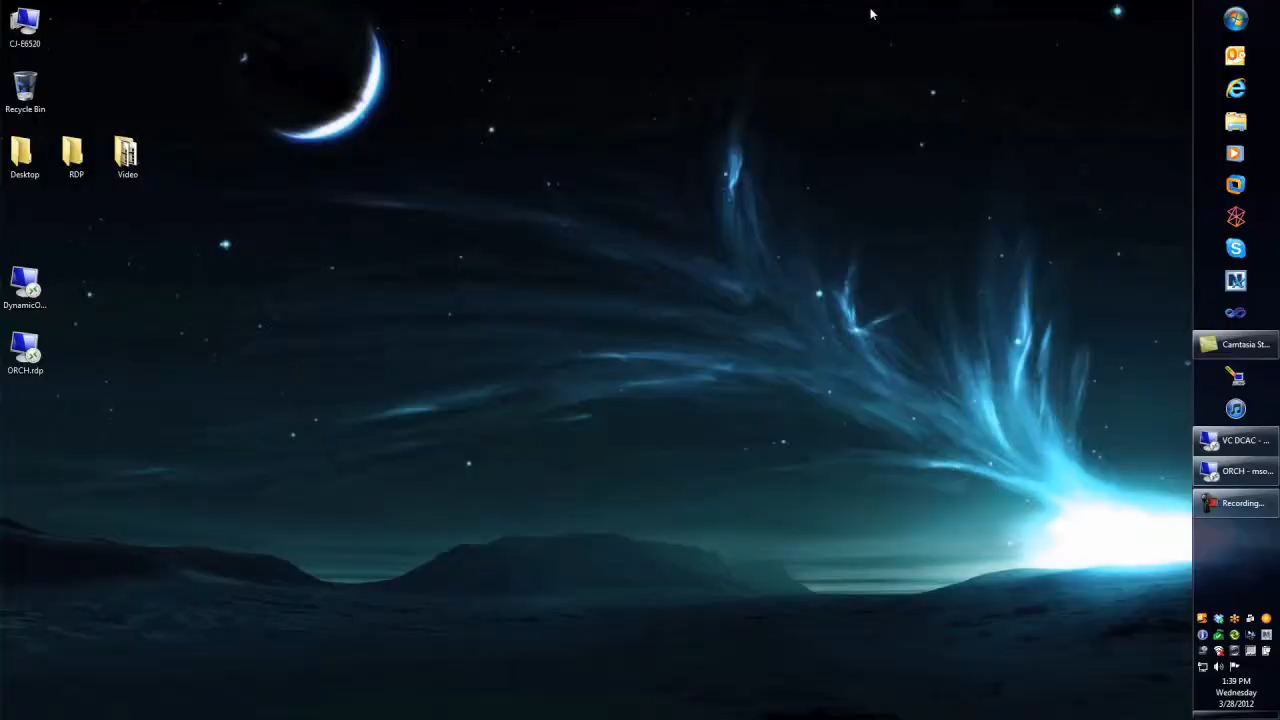 CJ-E6520
Recycle Bin
Desktop
RDP
Video
DynamicO...
ORCH.rdp
Camtasia St...
VC DCAC - ...
ORCH - mso...
Recording...
1:39 PM
Wednesday
3/28/2012